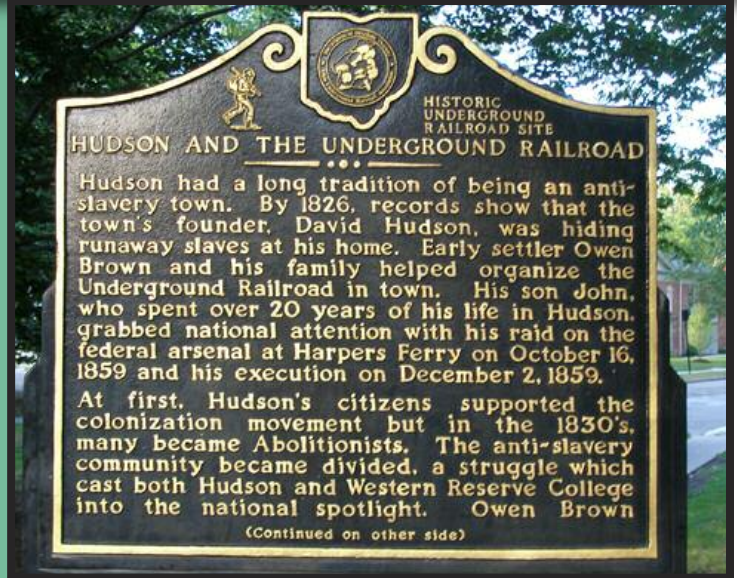 HISTORIC
UNDERGROUND
RAILROAD SITE
HUDSON AND THE UNDERGROUND RAILROAD
Hudson had a long tradition of being an anti-
slavery town. By 1826, records show that the
town's founder, David Hudson, was hiding
runaway slaves at his home. Early settler Owen
Brown and his family helped organize the
Underground Railroad in town. His son John,
who spent over 20 years of his life in Hudson,
grabbed national attention with his raid on the
federal arsenal at Harpers Ferry on October 16,
1859 and his execution on December 2, 1859.
At first, Hudson's citizens supported the
colonization movement but in the 1830's,
many became Abolitionists. The anti-slavery
community became divided, a struggle which
cast both Hudson and Western Reserve College
into the national spotlight. Owen Brown
(Continued on other side)